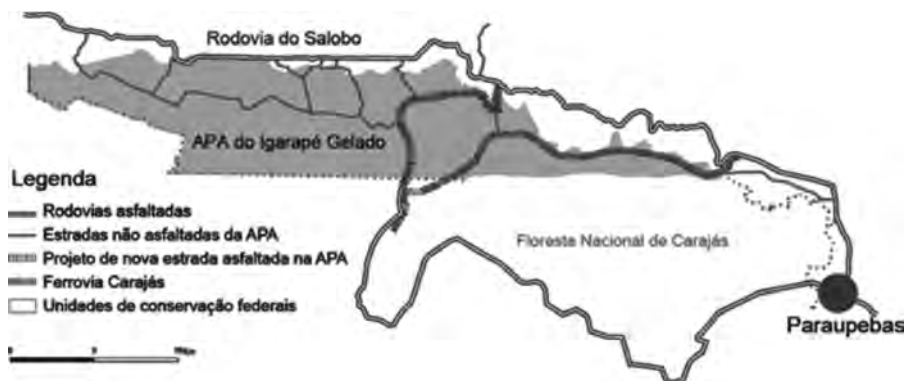 Rodovia do Salobo
APA do Igarapé Gelado
Legenda
Rodovias asfaltadas
Estradas não asfaltadas da APA
Projeto de nova estrada asfaltada na APA
Ferrovia Carajás
Unidades de conservação federais
Floresta Nacional de Carajás
Paraupebas